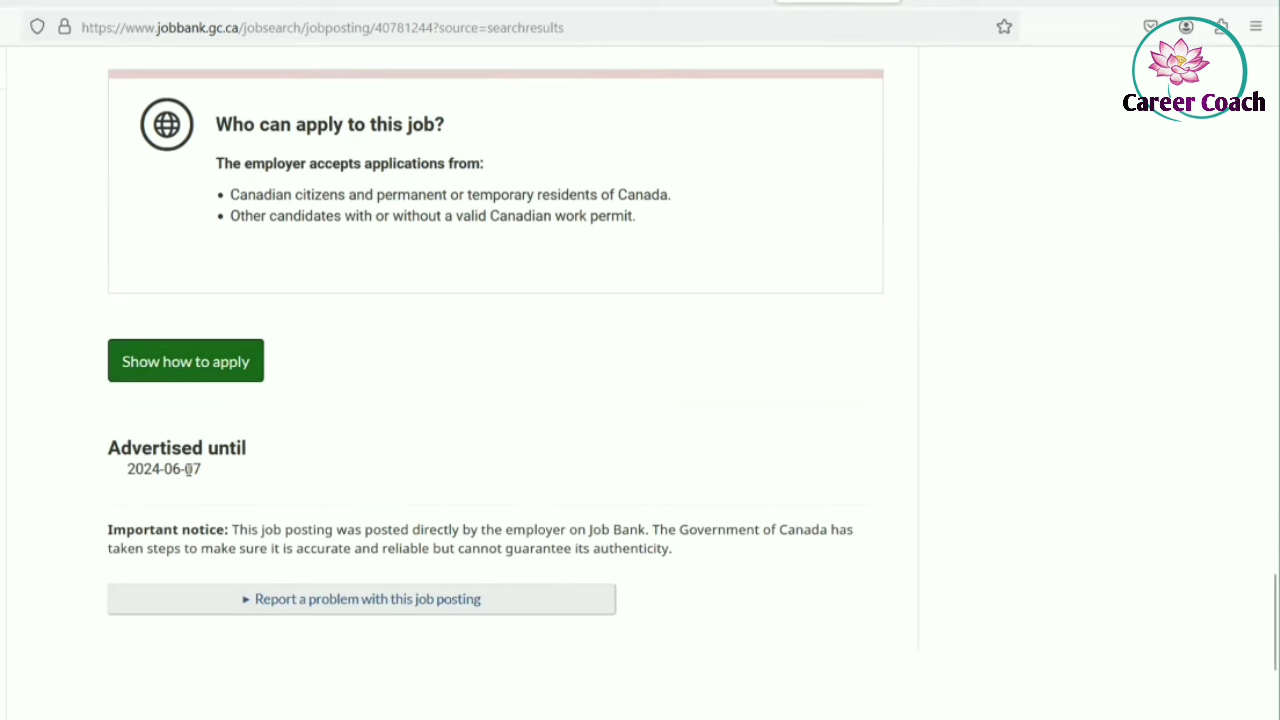 https://www.jobbank.gc.ca/jobsearch/jobposting/40781244?source=searchresults
Career Coach
Who can apply to this job?
The employer accepts applications from:
• Canadian citizens and permanent or temporary residents of Canada.
• Other candidates with or without a valid Canadian work permit.
Show how to apply
Advertised until
2024-06-07
Important notice: This job posting was posted directly by the employer on Job Bank. The Government of Canada has
taken steps to make sure it is accurate and reliable but cannot guarantee its authenticity.
► Report a problem with this job posting